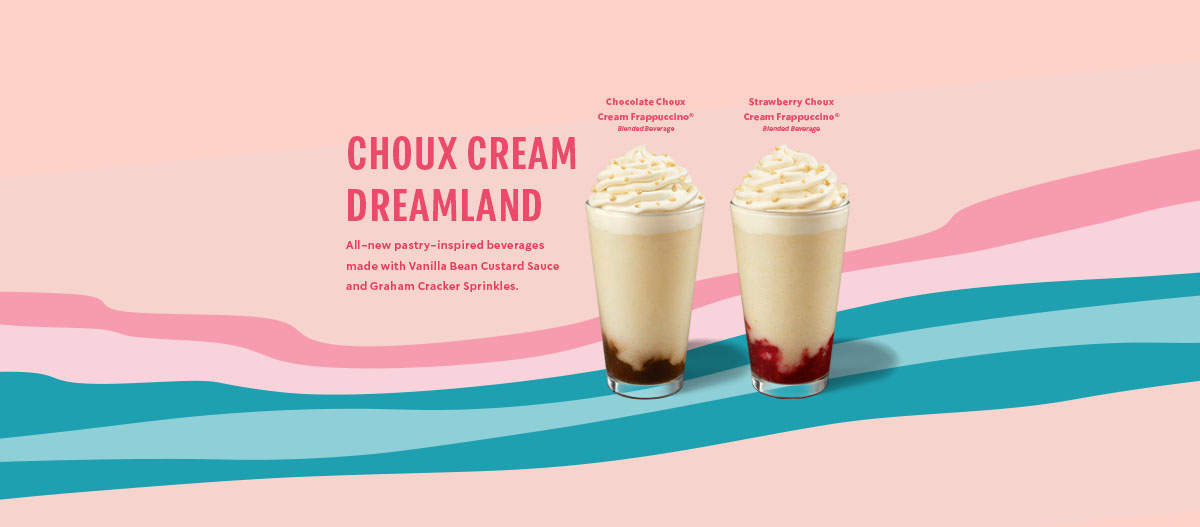 Chocolate Choux
Cream Frappuccino®
Blended Beverage
Strawberry Choux
Cream Frappuccino®
Blended Beverage
CHOUX CREAM
DREAMLAND
All-new pastry-inspired beverages
made with Vanilla Bean Custard Sauce
and Graham Cracker Sprinkles.